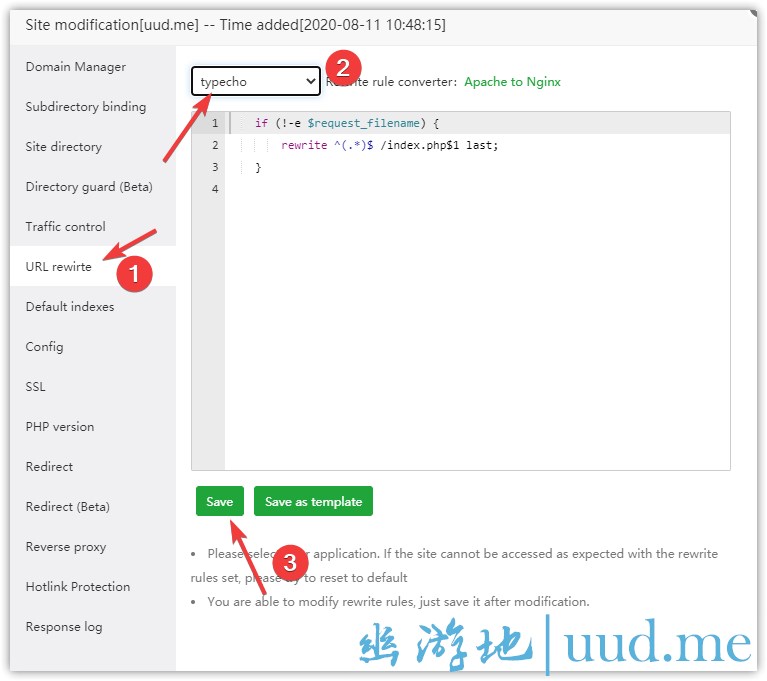 Site modification[uud.me] -- Time added[2020-08-11 10:48:15]
Domain Manager
Subdirectory binding
Site directory
Directory guard (Beta)
Traffic control
URL rewirte
Default indexes
Config
SSL
PHP version
Redirect
Redirect (Beta)
Reverse proxy
Hotlink Protection
Response log
1
typecho
2
Rewrite rule converter: Apache to Nginx
1 if (!-e $request_filename) {
2 rewrite ^(.*)$ /index.php$1 last;
3 }
4
Save
Save as template
3
Please select application. If the site cannot be accessed as expected with the rewrite
rules set, please to reset to default
You are able to modify rewrite rules, just save it after modification.
幽游地|uud.me